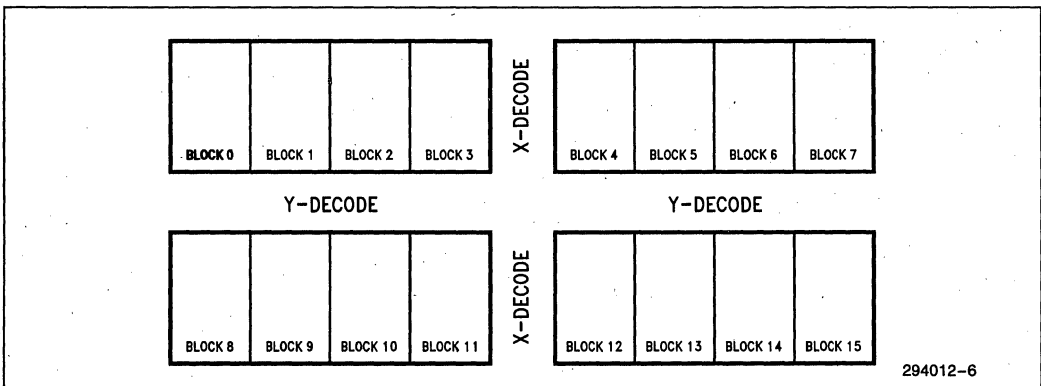 BLOCK 0 BLOCK 1 BLOCK 2 BLOCK 3 X-DECODE BLOCK 4 BLOCK 5 BLOCK 6 BLOCK 7
Y-DECODE Y-DECODE
BLOCK 8 BLOCK 9 BLOCK 10 BLOCK 11 X-DECODE BLOCK 12 BLOCK 13 BLOCK 14 BLOCK 15
294012-6